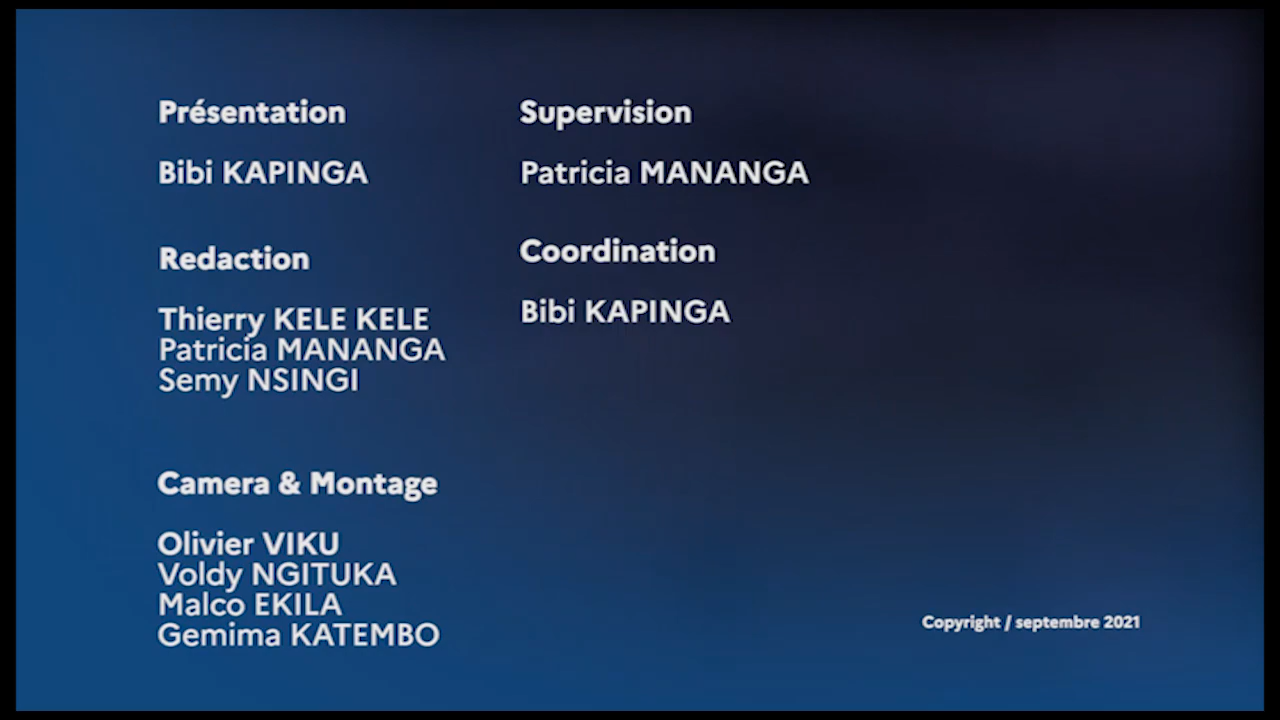 Présentation
Bibi KAPINGA
Redaction
Thierry KELE KELE
Patricia MANANGA
Semy NSINGI
Camera & Montage
Olivier VIKU
Voldy NGITUKA
Malco EKILA
Gemima KATEMBO
Supervision
Patricia MANANGA
Coordination
Bibi KAPINGA
Copyright / septembre 2021